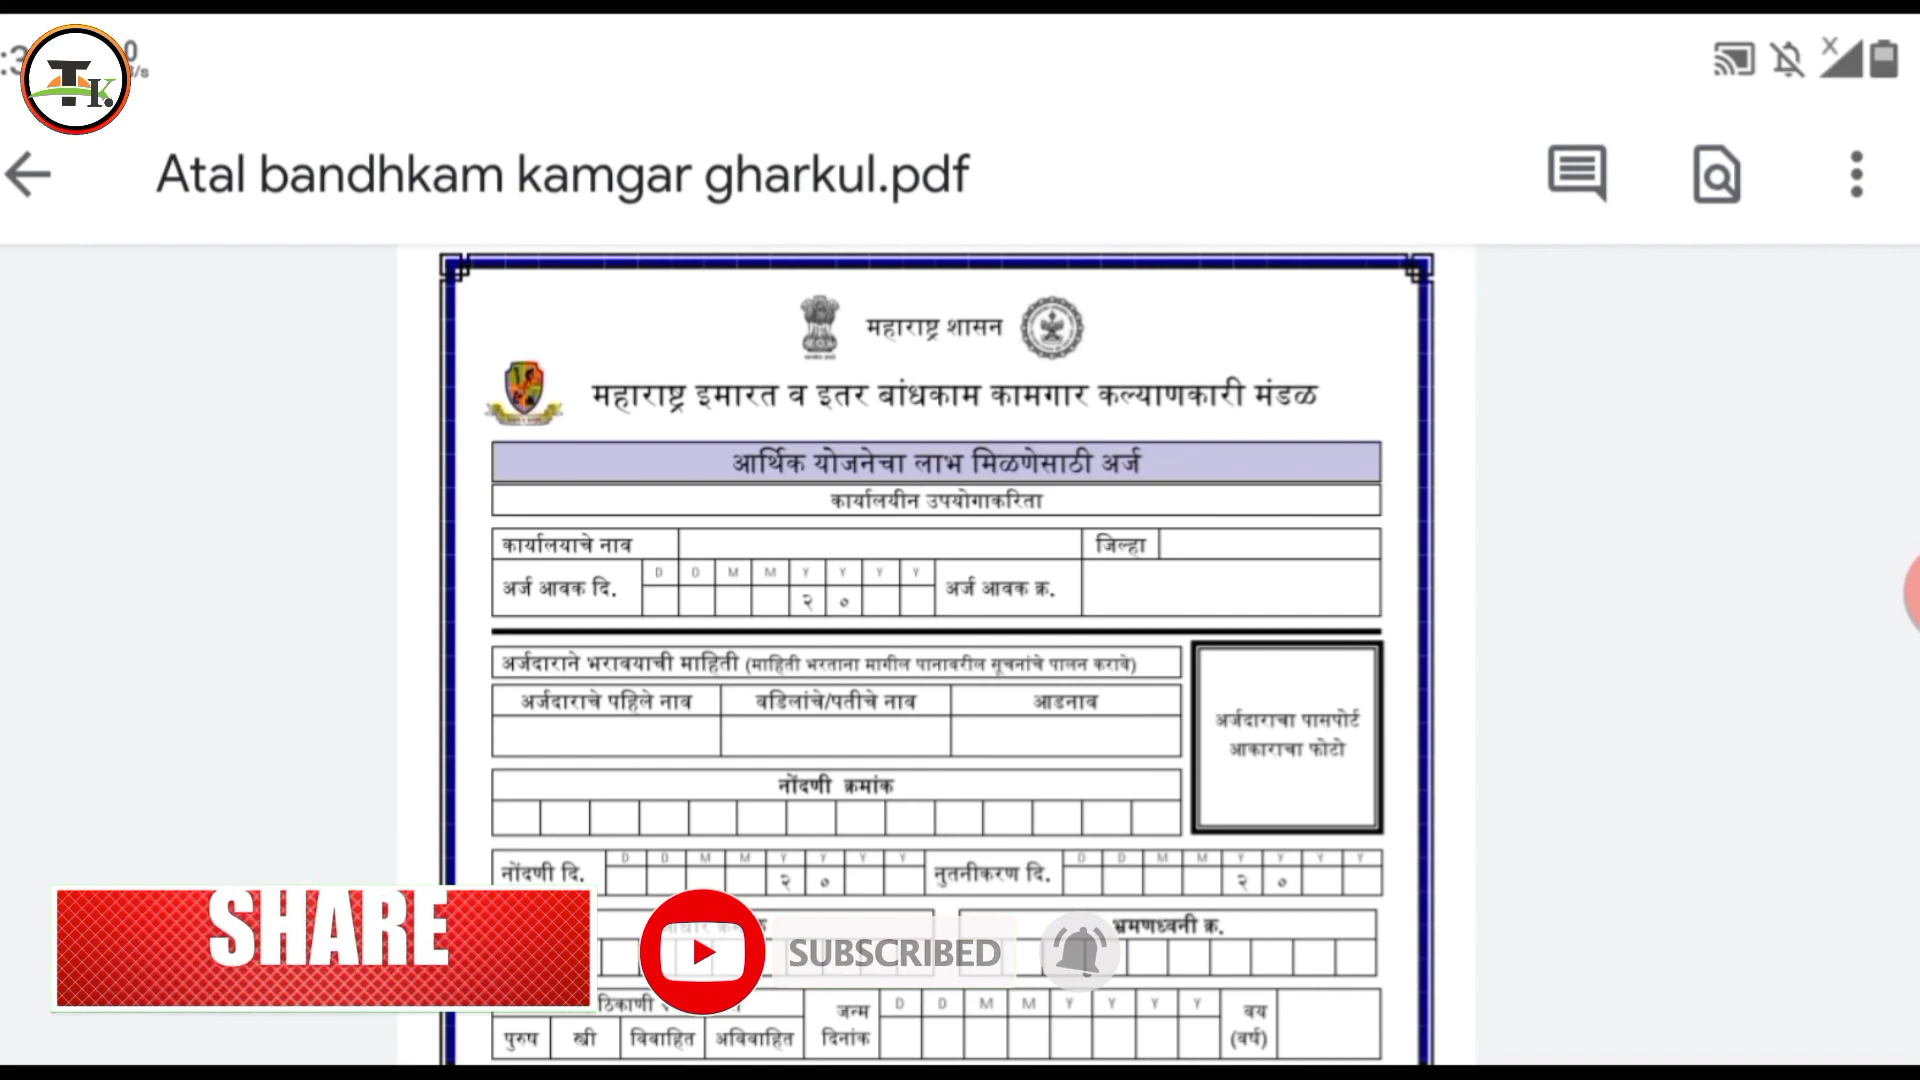 TK.
Atal bandhkam kamgar gharkul.pdf
महाराष्ट्र शासन
महाराष्ट्र इमारत व इतर बांधकाम कामगार कल्याणकारी मंडळ
आर्थिक योजनेचा लाभ मिळणेसाठी अर्ज
कार्यालयीन उपयोगाकरिता
कार्यालयाचे नाव जिल्हा
D D M M Y Y Y Y
अर्ज आवक दि. २ ० अर्ज आवक क्र.
अर्जदाराने भरावयाची माहिती (माहिती भरताना मागील पानावरील सूचनांचे पालन करावे)
अर्जदाराचे पहिले नाव वडिलांचे/पतीचे नाव आडनाव
अर्जदाराचा पासपोर्ट
आकाराचा फोटो
नोंदणी क्रमांक
D D M M Y Y Y Y D D M M Y Y Y Y
नोंदणी दि. २ ० नुतनीकरण दि. २ ०
भ्रमणध्वनी क्र.
SHARE
SUBSCRIBED
ठिकाणी
जन्म D D M M Y Y Y Y वय
पुरुष स्त्री विवाहित अविवाहित दिनांक (वर्ष)